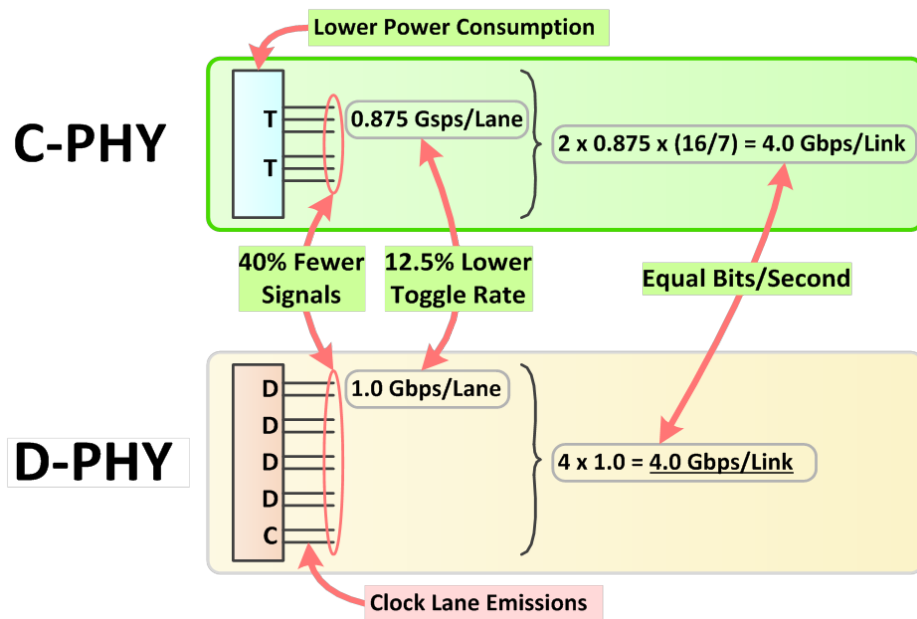 Lower Power Consumption
C-PHY
T
T
0.875 Gsps/Lane
2 x 0.875 x (16/7) = 4.0 Gbps/Link
40% Fewer
Signals
12.5% Lower
Toggle Rate
Equal Bits/Second
D-PHY
D
D
D
D
C
1.0 Gbps/Lane
4 x 1.0 = 4.0 Gbps/Link
Clock Lane Emissions